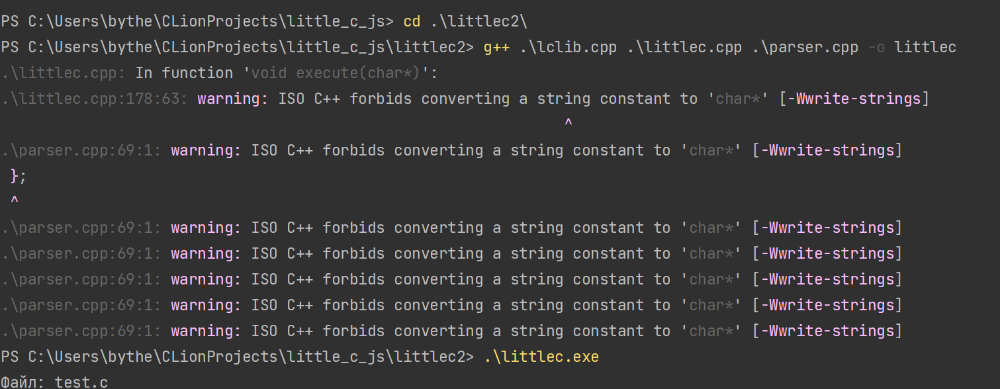 PS C:\Users\bythe\CLionProjects\little_c_js> cd .\littlec2\
PS C:\Users\bythe\CLionProjects\little_c_js\littlec2> g++ .\lclib.cpp .\littlec.cpp .\parser.cpp -o littlec
.\littlec.cpp: In function 'void execute(char*)':
.\littlec.cpp:178:63: warning: ISO C++ forbids converting a string constant to 'char*' [-Wwrite-strings]
^
.\parser.cpp:69:1: warning: ISO C++ forbids converting a string constant to 'char*' [-Wwrite-strings]
};
^
.\parser.cpp:69:1: warning: ISO C++ forbids converting a string constant to 'char*' [-Wwrite-strings]
.\parser.cpp:69:1: warning: ISO C++ forbids converting a string constant to 'char*' [-Wwrite-strings]
.\parser.cpp:69:1: warning: ISO C++ forbids converting a string constant to 'char*' [-Wwrite-strings]
.\parser.cpp:69:1: warning: ISO C++ forbids converting a string constant to 'char*' [-Wwrite-strings]
.\parser.cpp:69:1: warning: ISO C++ forbids converting a string constant to 'char*' [-Wwrite-strings]
PS C:\Users\bythe\CLionProjects\little_c_js\littlec2> .\littlec.exe
Файл: test.c